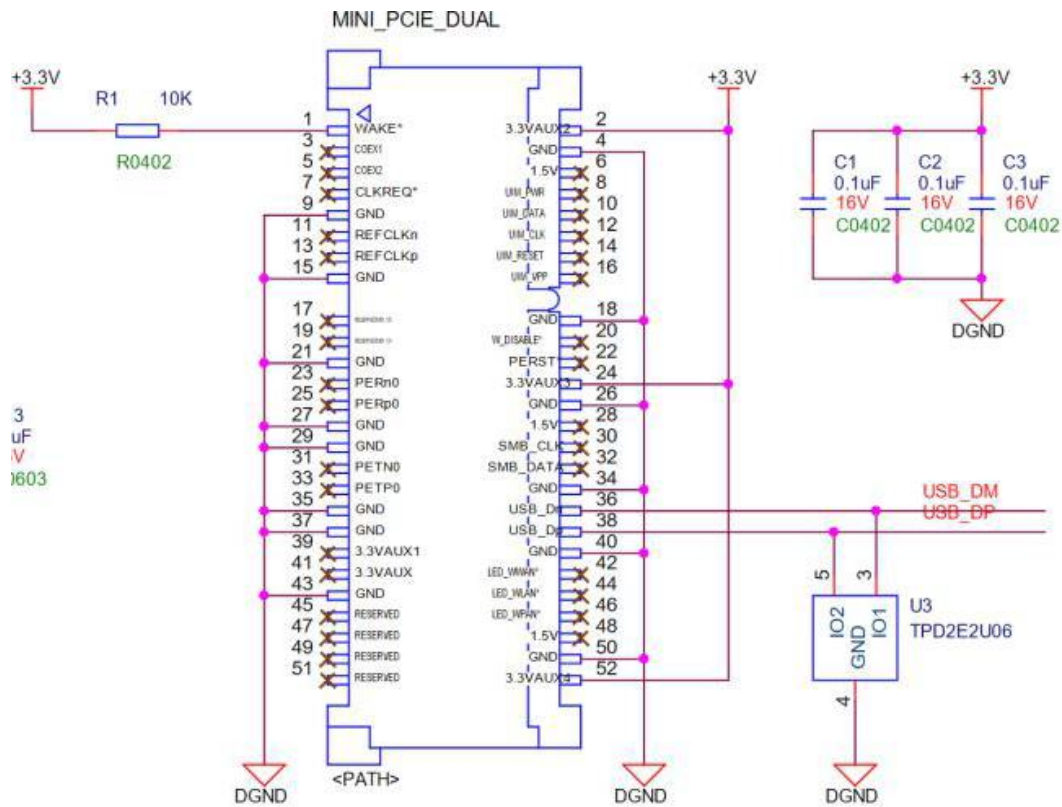 MINI_PCIE_DUAL
+3.3V
R1 10K
R0402
1 WAKE*
3 COEX1
5 COEX2
7 CLKREQ*
9 GND
11 REFCLKn
13 REFCLKp
15 GND
17
19
21 GND
23 PERn0
25 PERp0
27 GND
29 GND
31 PETN0
33 PETP0
35 GND
37 GND
39 3.3VAUX1
41 3.3VAUX
43 GND
45 RESERVED
47 RESERVED
49 RESERVED
51 RESERVED
3.3VAUX2 2
GND 4
1.5V 6
UIM_PWR 8
UIM_DATA 10
UIM_CLK 12
UIM_RESET 14
UIM_VPP 16
GND 18
W_DISABLE* 20
PERST* 22
3.3VAUX3 24
GND 26
1.5V 28
SMB_CLK 30
SMB_DATA 32
GND 34
USB_Dn 36
USB_Dp 38
GND 40
LED_WWAN* 42
LED_WLAN* 44
LED_WPAN* 46
1.5V 48
GND 50
3.3VAUX4 52
<PATH>
DGND
DGND
+3.3V
+3.3V
C1
0.1uF
16V
C0402
C2
0.1uF
16V
C0402
C3
0.1uF
16V
C0402
DGND
USB_DM
USB_DP
5 3
IO2 GND IO1
4
U3
TPD2E2U06
DGND
3
uF
V
0603